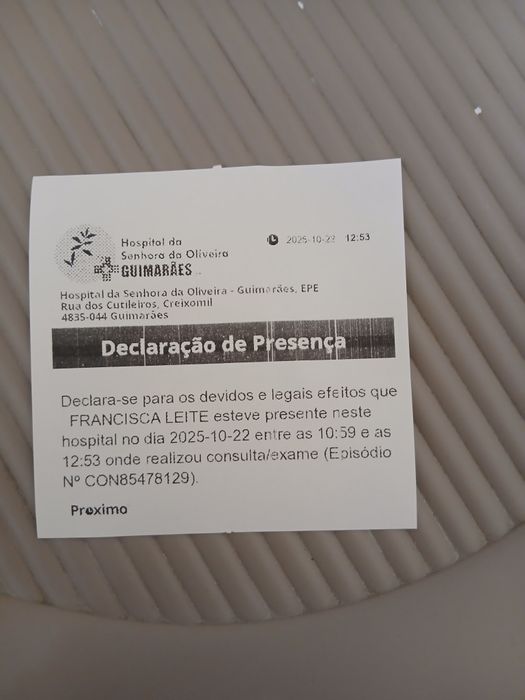 Hospital da
Senhora da Oliveira
GUIMARÃES
2025-10-22 12:53
Hospital da Senhora da Oliveira - Guimarães, EPE
Rua dos Cutileiros, Creixomil
4835-044 Guimarães
Declaração de Presença
Declara-se para os devidos e legais efeitos que
FRANCISCA LEITE esteve presente neste
hospital no dia 2025-10-22 entre as 10:59 e as
12:53 onde realizou consulta/exame (Episódio
Nº CON85478129).
Proximo